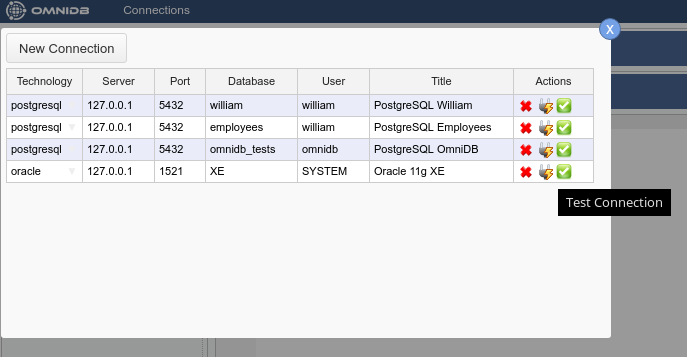 OMNIDB Connections
X
New Connection
Technology Server Port Database User Title Actions
postgresql 127.0.0.1 5432 william william PostgreSQL William
postgresql 127.0.0.1 5432 employees william PostgreSQL Employees
postgresql 127.0.0.1 5432 omnidb_tests omnidb PostgreSQL OmniDB
oracle 127.0.0.1 1521 XE SYSTEM Oracle 11g XE
Test Connection